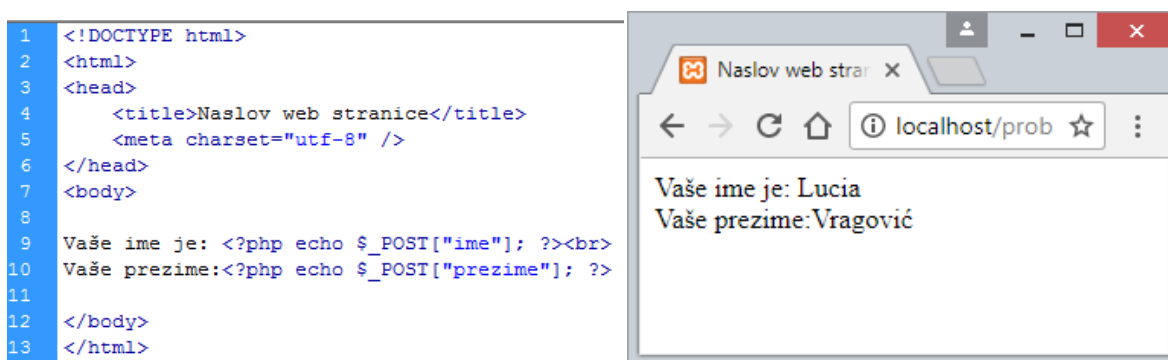 1 <!DOCTYPE html>
2 <html>
3 <head>
4 <title>Naslov web stranice</title>
5 <meta charset="utf-8" />
6 </head>
7 <body>
8
9 Vaše ime je: <?php echo $_POST["ime"]; ?><br>
10 Vaše prezime:<?php echo $_POST["prezime"]; ?>
11
12 </body>
13 </html>
Naslov web stran
localhost/prob
Vaše ime je: Lucia
Vaše prezime:Vragović